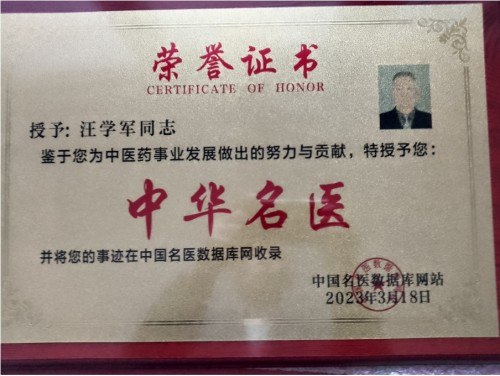 荣誉证书
CERTIFICATE OF HONOR
授予: 汪学军同志
鉴于您为中医药事业发展做出的努力与贡献，特授予您：
中华名医
并将您的事迹在中国名医数据库网收录
中国名医数据库网站
2023年3月18日